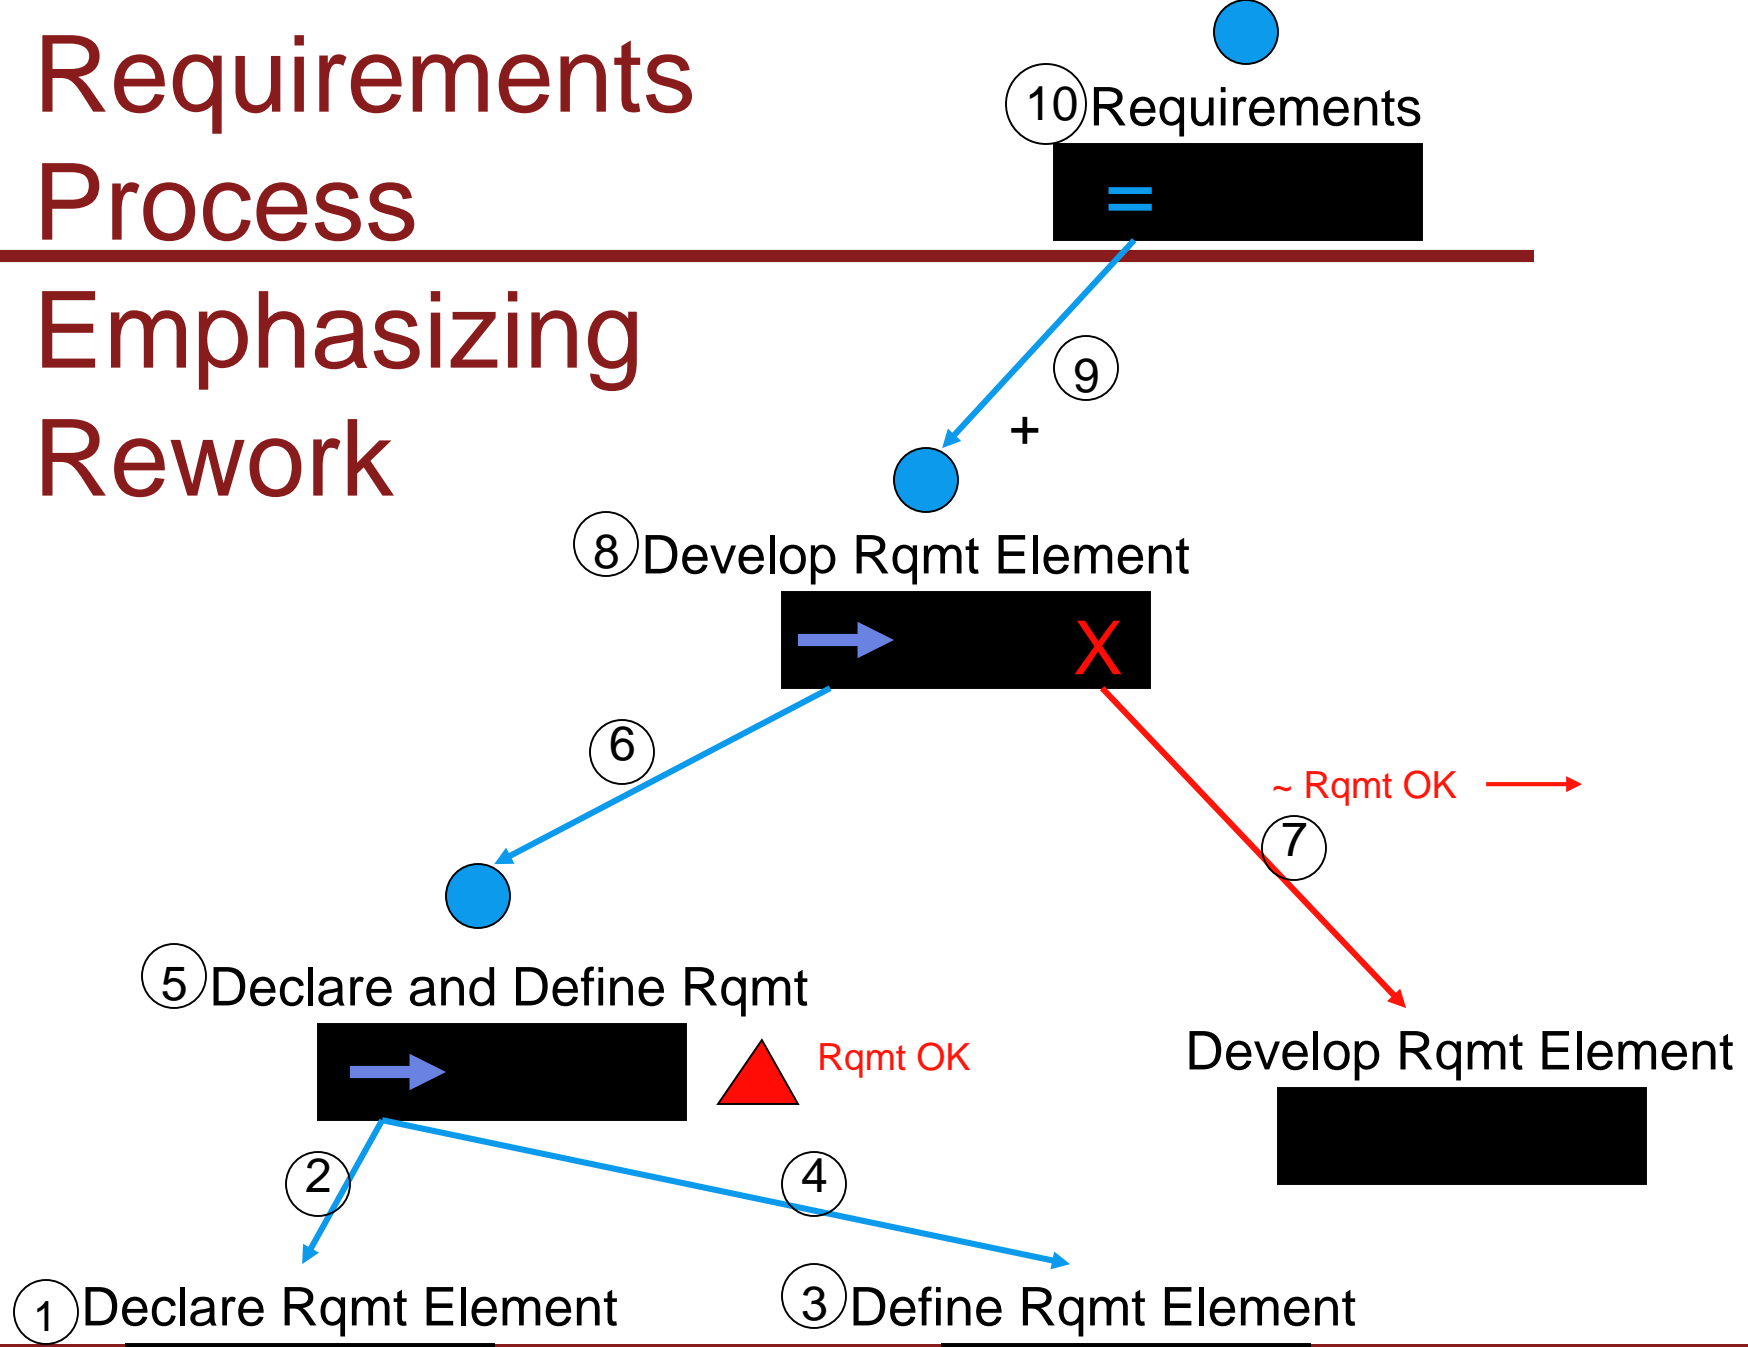 Requirements
Process
Emphasizing
Rework
10 Requirements
=
9
+
8 Develop Rqmt Element
X
6
~ Rqmt OK
7
5 Declare and Define Rqmt
Rqmt OK
Develop Rqmt Element
2
4
1 Declare Rqmt Element
3 Define Rqmt Element